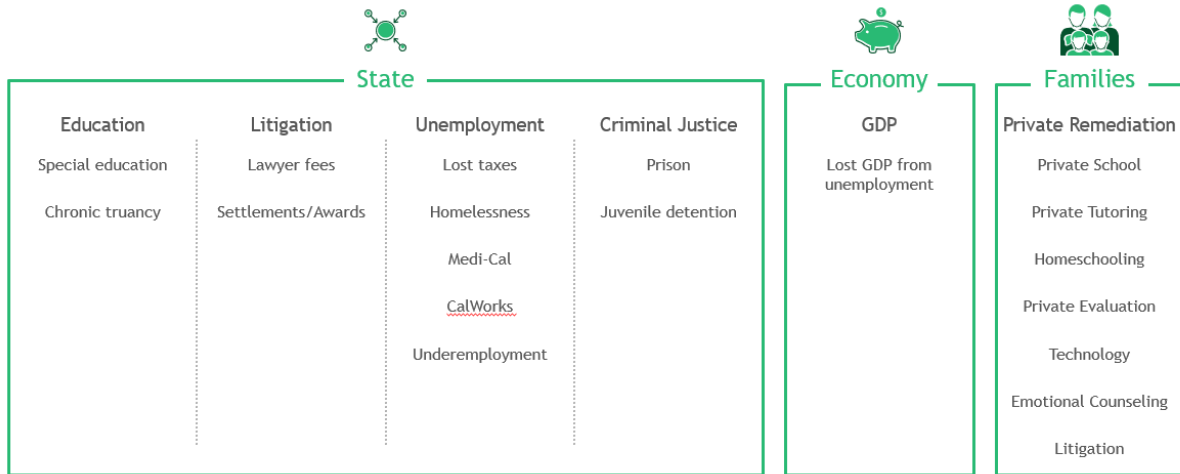 State
Economy
Families
Education
Special education
Chronic truancy
Litigation
Lawyer fees
Settlements/Awards
Unemployment
Lost taxes
Homelessness
Medi-Cal
CalWorks
Underemployment
Criminal Justice
Prison
Juvenile detention
GDP
Lost GDP from
unemployment
Private Remediation
Private School
Private Tutoring
Homeschooling
Private Evaluation
Technology
Emotional Counseling
Litigation